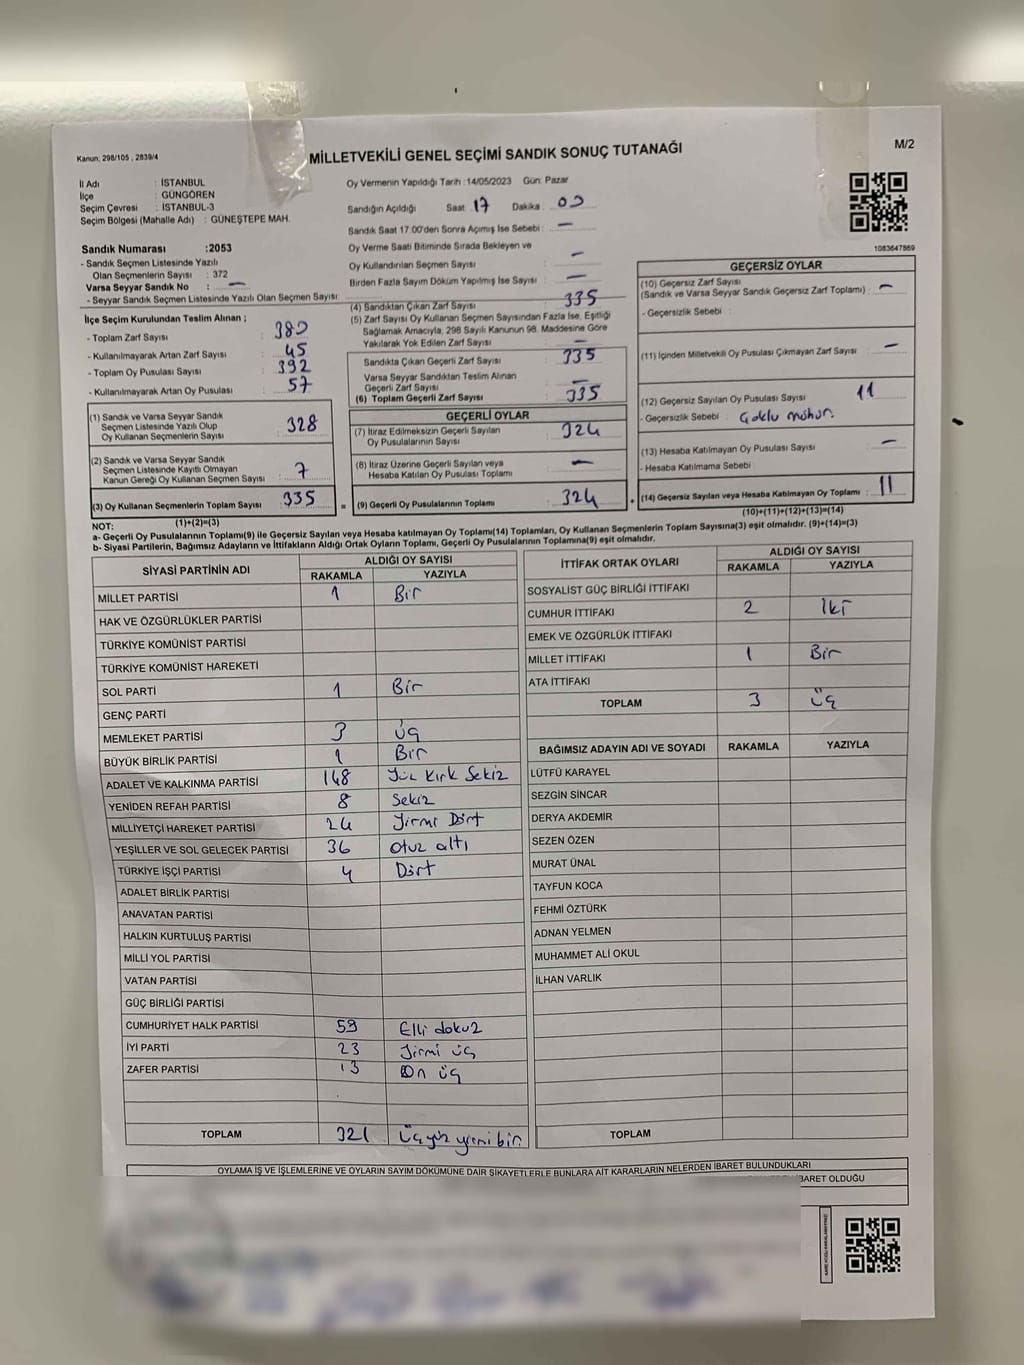 Kanun; 298/105 , 2839/4
MİLLETVEKİLİ GENEL SEÇİMİ SANDIK SONUÇ TUTANAĞI
M/2
İl Adı : İSTANBUL
İlçe : GÜNGÖREN
Seçim Çevresi : İSTANBUL-3
Seçim Bölgesi (Mahalle Adı) : GÜNEŞTEPE MAH.
Oy Vermenin Yapıldığı Tarih :14/05/2023 Gün: Pazar
Sandığın Açıldığı Saat 17 Dakika 00
Sandık Saat 17.00'den Sonra Açımış İse Sebebi : –
Oy Verme Saati Bitiminde Sırada Bekleyen ve
Oy Kullandırılan Seçmen Sayısı : –
Birden Fazla Sayım Döküm Yapılmış İse Sayısı : –
1083647869
Sandık Numarası :2053
- Sandık Seçmen Listesinde Yazılı
Olan Seçmenlerin Sayısı : 372
Varsa Seyyar Sandık No : –
- Seyyar Sandık Seçmen Listesinde Yazılı Olan Seçmen Sayısı:
İlçe Seçim Kurulundan Teslim Alınan ;
- Toplam Zarf Sayısı : 380
- Kullanılmayarak Artan Zarf Sayısı : 45
- Toplam Oy Pusulası Sayısı : 392
- Kullanılmayarak Artan Oy Pusulası : 57
(1) Sandık ve Varsa Seyyar Sandık
Seçmen Listesinde Yazılı Olup
Oy Kullanan Seçmenlerin Sayısı : 328
(2) Sandık ve Varsa Seyyar Sandık
Seçmen Listesinde Kayıtlı Olmayan
Kanun Gereği Oy Kullanan Seçmen Sayısı : 7
(3) Oy Kullanan Seçmenlerin Toplam Sayısı : 335
(1)+(2)=(3)
(4) Sandıktan Çıkan Zarf Sayısı : 335
(5) Zarf Sayısı Oy Kullanan Seçmen Sayısından Fazla İse, Eşitliği
Sağlamak Amacıyla; 298 Sayılı Kanunun 98. Maddesine Göre
Yakılarak Yok Edilen Zarf Sayısı : –
Sandıkta Çıkan Geçerli Zarf Sayısı : 335
Varsa Seyyar Sandıktan Teslim Alınan
Geçerli Zarf Sayısı : –
(6) Toplam Geçerli Zarf Sayısı : 335
GEÇERLİ OYLAR
(7) İtiraz Edilmeksizin Geçerli Sayılan
Oy Pusulalarının Sayısı : 324
(8) İtiraz Üzerine Geçerli Sayılan veya
Hesaba Katılan Oy Pusulası Toplamı : –
= (9) Geçerli Oy Pusulalarının Toplamı : 324 +
GEÇERSİZ OYLAR
(10) Geçersiz Zarf Sayısı
(Sandık ve Varsa Seyyar Sandık Geçersiz Zarf Toplamı) : –
- Geçersizlik Sebebi :
(11) İçinden Milletvekili Oy Pusulası Çıkmayan Zarf Sayısı : –
(12) Geçersiz Sayılan Oy Pusulası Sayısı : 11
- Geçersizlik Sebebi : Çoklu mühür.
(13) Hesaba Katılmayan Oy Pusulası Sayısı : –
- Hesaba Katılmama Sebebi
(14) Geçersiz Sayılan veya Hesaba Katılmayan Oy Toplamı : 11
(10)+(11)+(12)+(13)=(14)
NOT:
a- Geçerli Oy Pusulalarının Toplamı(9) ile Geçersiz Sayılan veya Hesaba katılmayan Oy Toplamı(14) Toplamları, Oy Kullanan Seçmenlerin Toplam Sayısına(3) eşit olmalıdır. (9)+(14)=(3)
b- Siyasi Partilerin, Bağımsız Adayların ve İttifakların Aldığı Ortak Oyların Toplamı, Geçerli Oy Pusulalarının Toplamına(9) eşit olmalıdır.
SİYASİ PARTİNİN ADI ALDIĞI OY SAYISI
RAKAMLA YAZIYLA
MİLLET PARTİSİ 1 Bir
HAK VE ÖZGÜRLÜKLER PARTİSİ
TÜRKİYE KOMÜNİST PARTİSİ
TÜRKİYE KOMÜNİST HAREKETİ
SOL PARTİ 1 Bir
GENÇ PARTİ
MEMLEKET PARTİSİ 3 üç
BÜYÜK BİRLİK PARTİSİ 1 Bir
ADALET VE KALKINMA PARTİSİ 148 Yüz Kırk Sekiz
YENİDEN REFAH PARTİSİ 8 Sekiz
MİLLİYETÇİ HAREKET PARTİSİ 24 Yirmi Dört
YEŞİLLER VE SOL GELECEK PARTİSİ 36 Otuz altı
TÜRKİYE İŞÇİ PARTİSİ 4 Dört
ADALET BİRLİK PARTİSİ
ANAVATAN PARTİSİ
HALKIN KURTULUŞ PARTİSİ
MİLLİ YOL PARTİSİ
VATAN PARTİSİ
GÜÇ BİRLİĞİ PARTİSİ
CUMHURİYET HALK PARTİSİ 59 Elli dokuz
İYİ PARTİ 23 Yirmi üç
ZAFER PARTİSİ 13 On üç
TOPLAM 321 üçyüz yirmi bir
İTTİFAK ORTAK OYLARI ALDIĞI OY SAYISI
RAKAMLA YAZIYLA
SOSYALİST GÜÇ BİRLİĞİ İTTİFAKI
CUMHUR İTTİFAKI 2 İki
EMEK VE ÖZGÜRLÜK İTTİFAKI
MİLLET İTTİFAKI 1 Bir
ATA İTTİFAKI
TOPLAM 3 üç
BAĞIMSIZ ADAYIN ADI VE SOYADI RAKAMLA YAZIYLA
LÜTFÜ KARAYEL
SEZGİN SİNCAR
DERYA AKDEMİR
SEZEN ÖZEN
MURAT ÜNAL
TAYFUN KOCA
FEHMİ ÖZTÜRK
ADNAN YELMEN
MUHAMMET ALİ OKUL
İLHAN VARLIK
TOPLAM
OYLAMA İŞ VE İŞLEMLERİNE VE OYLARIN SAYIM DÖKÜMÜNE DAİR ŞİKAYETLERLE BUNLARA AİT KARARLARIN NELERDEN İBARET BULUNDUKLARI
BARET OLDUĞU